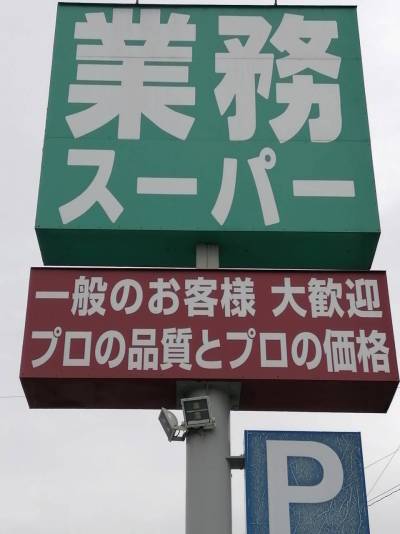 業務
スーパー
一般のお客様 大歓迎
プロの品質とプロの価格
P